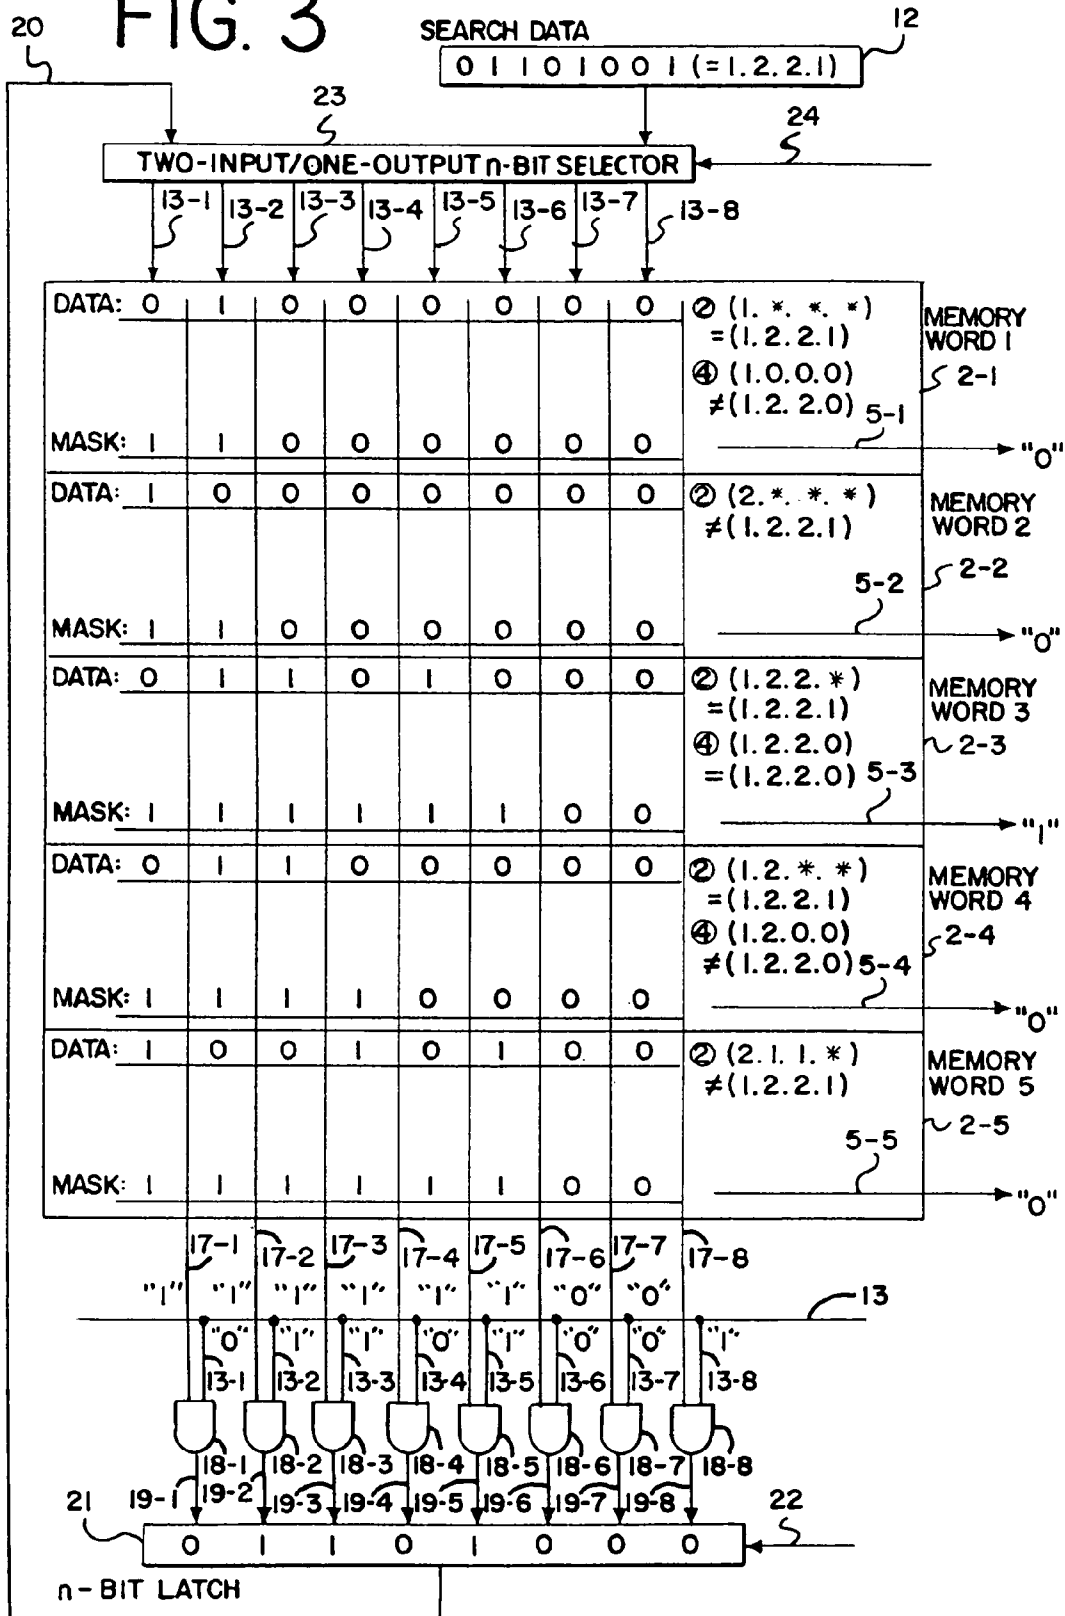 FIG. 3
20
SEARCH DATA
12
0 1 1 0 1 0 0 1 (=1.2.2.1)
23
24
TWO-INPUT/ONE-OUTPUT n-BIT SELECTOR
13-1 13-2 13-3 13-4 13-5 13-6 13-7 13-8
DATA: 0 1 0 0 0 0 0 0 ② (1.*.*.*)
=(1.2.2.1)
④ (1.0.0.0)
≠(1.2.2.0)
MEMORY
WORD 1
2-1
5-1
MASK: 1 1 0 0 0 0 0 0 "0"
DATA: 1 0 0 0 0 0 0 0 ② (2.*.*.*)
≠(1.2.2.1)
MEMORY
WORD 2
2-2
5-2
MASK: 1 1 0 0 0 0 0 0 "0"
DATA: 0 1 1 0 1 0 0 0 ② (1.2.2.*)
=(1.2.2.1)
④ (1.2.2.0)
=(1.2.2.0)
MEMORY
WORD 3
2-3
5-3
MASK: 1 1 1 1 1 1 0 0 "1"
DATA: 0 1 1 0 0 0 0 0 ② (1.2.*.*)
=(1.2.2.1)
④ (1.2.0.0)
≠(1.2.2.0)
MEMORY
WORD 4
2-4
5-4
MASK: 1 1 1 1 0 0 0 0 "0"
DATA: 1 0 0 1 0 1 0 0 ② (2.1.1.*)
≠(1.2.2.1)
MEMORY
WORD 5
2-5
5-5
MASK: 1 1 1 1 1 1 0 0 "0"
17-1 17-2 17-3 17-4 17-5 17-6 17-7 17-8
"1" "1" "1" "1" "1" "1" "0" "0"
13
"0" "1" "1" "0" "1" "0" "0" "1"
13-1 13-2 13-3 13-4 13-5 13-6 13-7 13-8
18-1 18-2 18-3 18-4 18-5 18-6 18-7 18-8
19-1 19-2 19-3 19-4 19-5 19-6 19-7 19-8
21
22
0 1 1 0 1 0 0 0
n-BIT LATCH